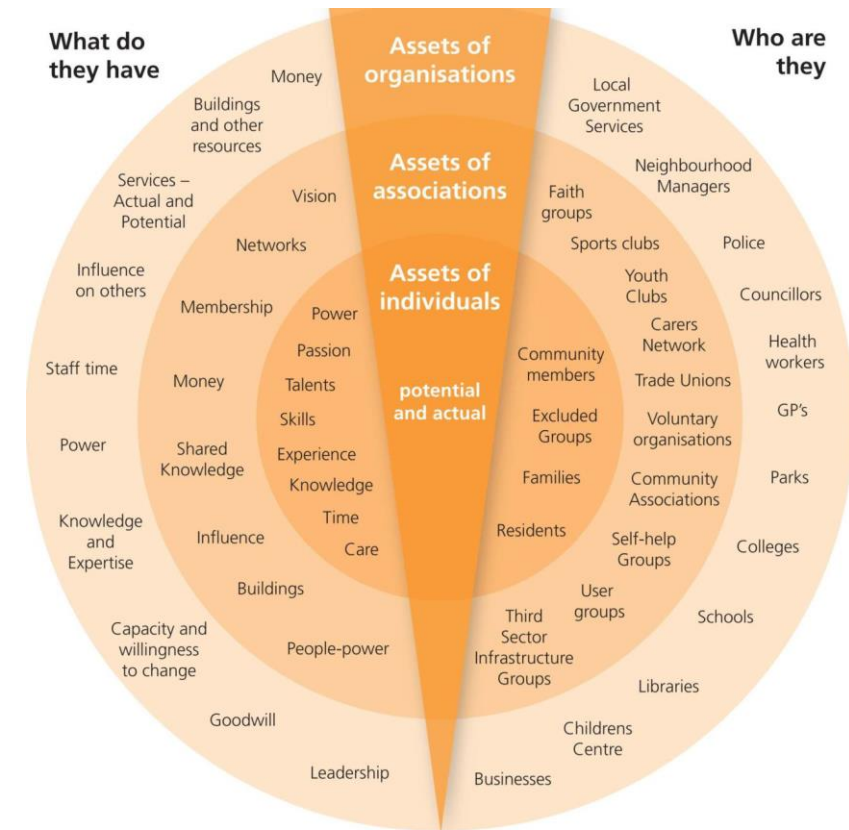 What do
they have
Who are
they
Assets of
organisations
Money
Buildings
and other
resources
Services –
Actual and
Potential
Influence
on others
Staff time
Power
Knowledge
and
Expertise
Capacity and
willingness
to change
Goodwill
Leadership
Local
Government
Services
Neighbourhood
Managers
Police
Councillors
Health
workers
GP's
Parks
Colleges
Schools
Libraries
Childrens
Centre
Businesses
Assets of
associations
Vision
Networks
Membership
Money
Shared
Knowledge
Influence
Buildings
People-power
Faith
groups
Sports clubs
Youth
Clubs
Carers
Network
Trade Unions
Voluntary
organisations
Community
Associations
Self-help
Groups
User
groups
Third
Sector
Infrastructure
Groups
Assets of
individuals
potential
and actual
Power
Passion
Talents
Skills
Experience
Knowledge
Time
Care
Community
members
Excluded
Groups
Families
Residents